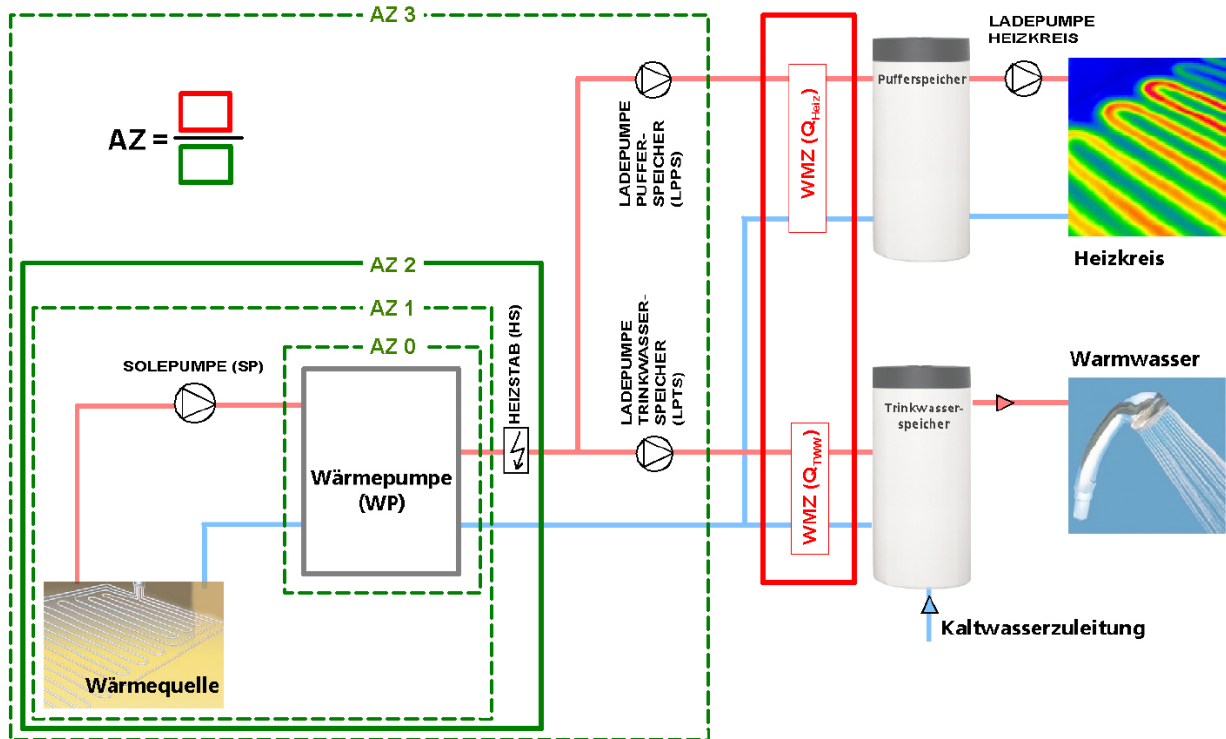 AZ 3
AZ =
LADEPUMPE
PUFFER-
SPEICHER
(LPPS)
WMZ (QHeiz)
Pufferspeicher
LADEPUMPE
HEIZKREIS
Heizkreis
AZ 2
AZ 1
AZ 0
SOLEPUMPE (SP)
HEIZSTAB (HS)
Wärmepumpe
(WP)
Wärmequelle
LADEPUMPE
TRINKWASSER-
SPEICHER
(LPTS)
WMZ (QTWW)
Trinkwasser-
speicher
Warmwasser
Kaltwasserzuleitung